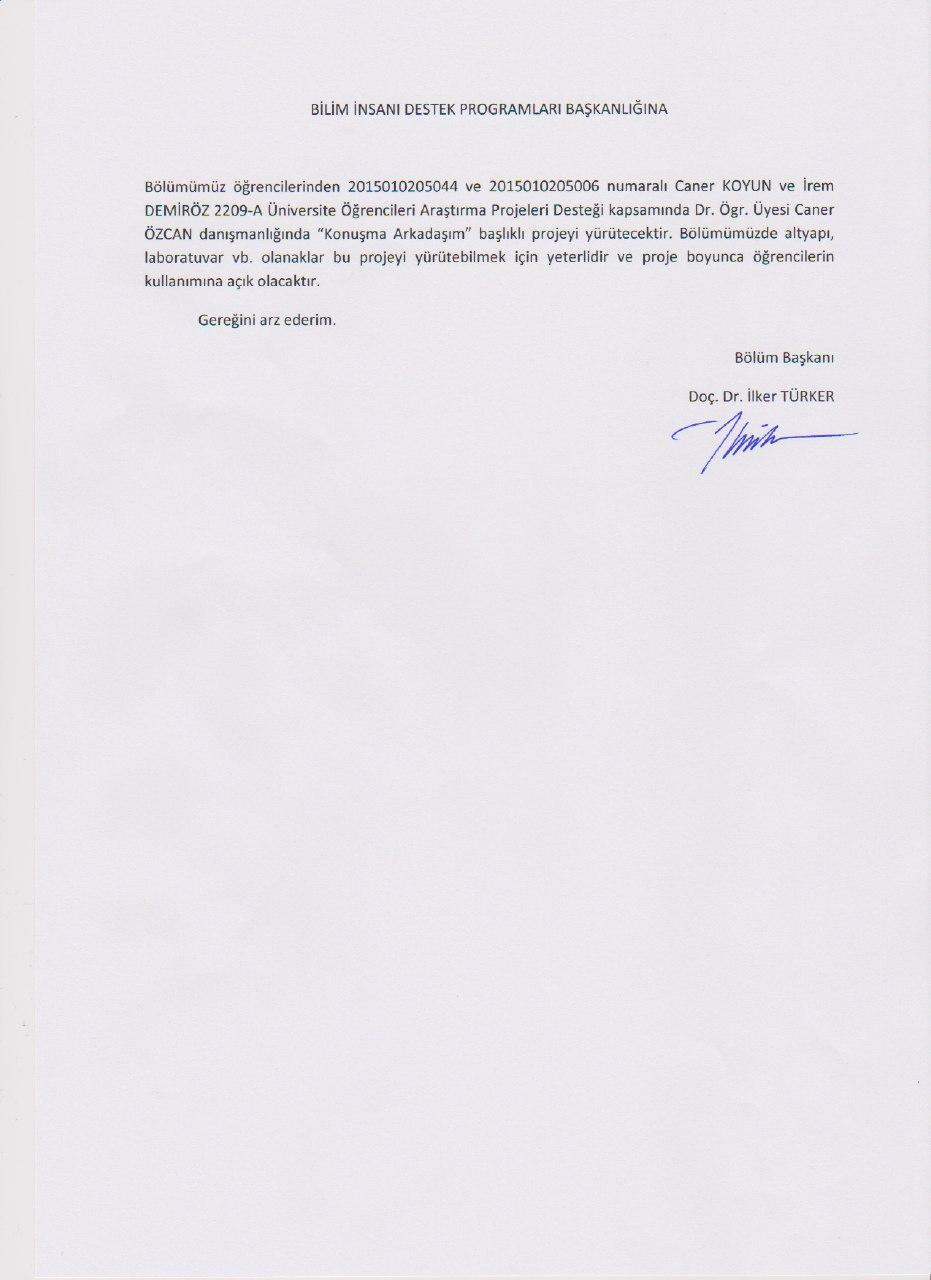 BİLİM İNSANI DESTEK PROGRAMLARI BAŞKANLIĞINA
Bölümümüz öğrencilerinden 2015010205044 ve 2015010205006 numaralı Caner KOYUN ve İrem
DEMİRÖZ 2209-A Üniversite Öğrencileri Araştırma Projeleri Desteği kapsamında Dr. Ögr. Üyesi Caner
ÖZCAN danışmanlığında “Konuşma Arkadaşım” başlıklı projeyi yürütecektir. Bölümümüzde altyapı,
laboratuvar vb. olanaklar bu projeyi yürütebilmek için yeterlidir ve proje boyunca öğrencilerin
kullanımına açık olacaktır.
Gereğini arz ederim.
Bölüm Başkanı
Doç. Dr. İlker TÜRKER